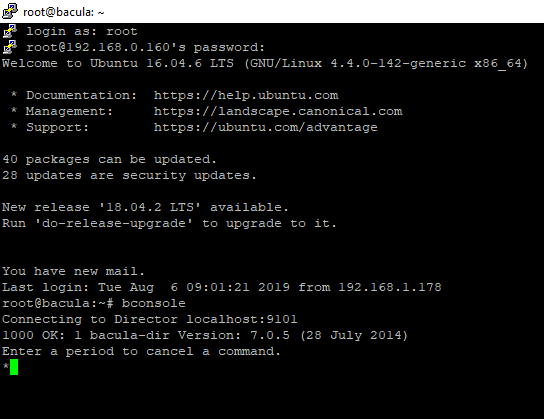 root@bacula: ~
login as: root
root@192.168.0.160's password:
Welcome to Ubuntu 16.04.6 LTS (GNU/Linux 4.4.0-142-generic x86_64)
* Documentation:  https://help.ubuntu.com
* Management:     https://landscape.canonical.com
* Support:        https://ubuntu.com/advantage
40 packages can be updated.
28 updates are security updates.
New release '18.04.2 LTS' available.
Run 'do-release-upgrade' to upgrade to it.
You have new mail.
Last login: Tue Aug  6 09:01:21 2019 from 192.168.1.178
root@bacula:~# bconsole
Connecting to Director localhost:9101
1000 OK: 1 bacula-dir Version: 7.0.5 (28 July 2014)
Enter a period to cancel a command.
*